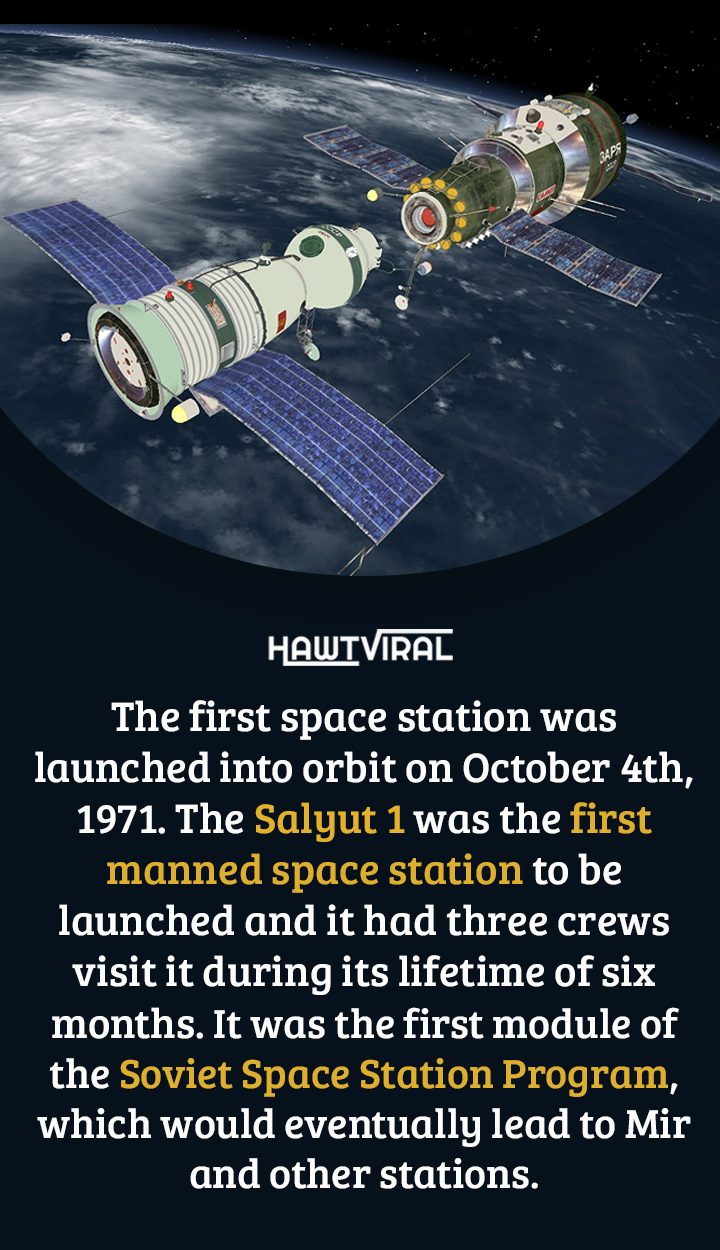 ЗАРЯ
СССР
HAWTVIRAL
The first space station was
launched into orbit on October 4th,
1971. The Salyut 1 was the first
manned space station to be
launched and it had three crews
visit it during its lifetime of six
months. It was the first module of
the Soviet Space Station Program,
which would eventually lead to Mir
and other stations.